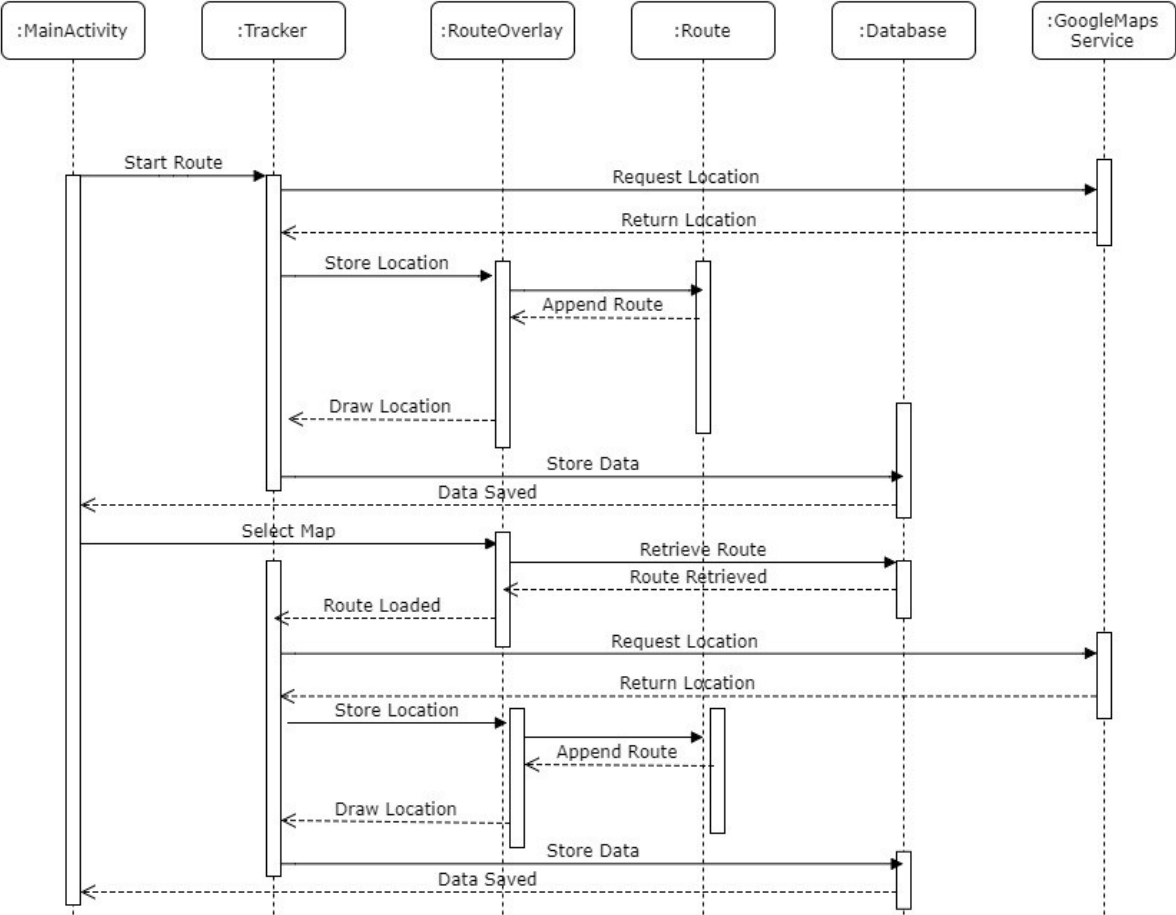 :MainActivity
:Tracker
:RouteOverlay
:Route
:Database
:GoogleMaps
Service
Start Route
Request Location
Return Location
Store Location
Append Route
Draw Location
Store Data
Data Saved
Select Map
Retrieve Route
Route Retrieved
Route Loaded
Request Location
Return Location
Store Location
Append Route
Draw Location
Store Data
Data Saved